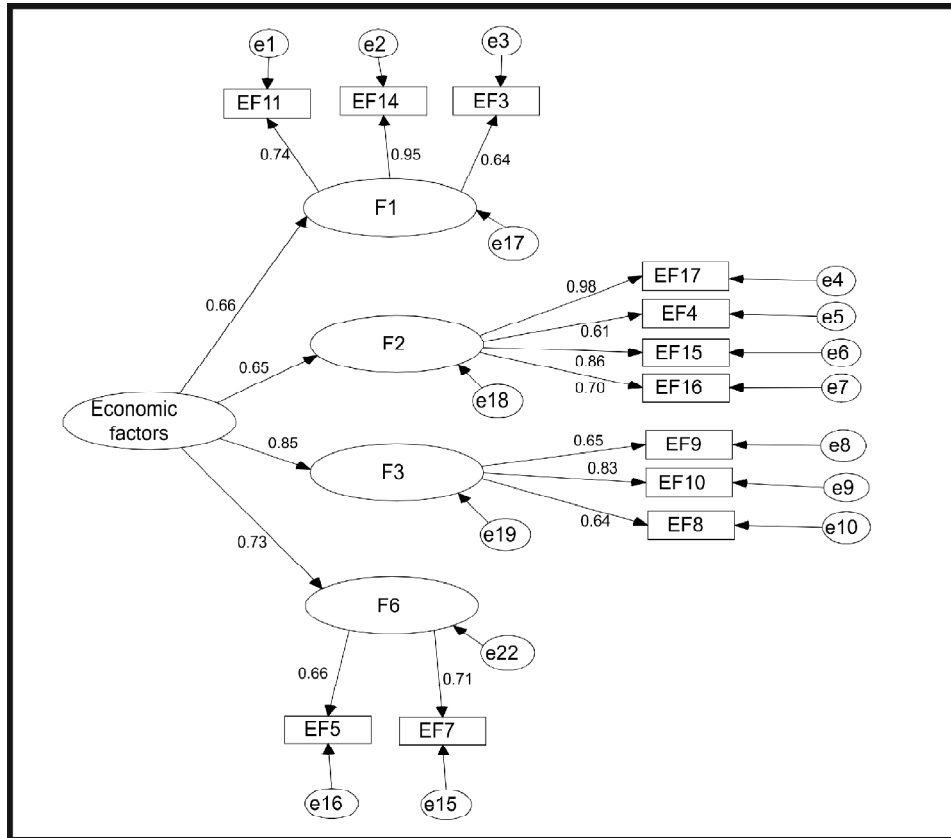 e1
e2
e3
EF11
EF14
EF3
0.74
0.95
0.64
F1
e17
0.66
EF17
e4
0.98
EF4
e5
0.61
F2
EF15
e6
0.65
0.86
e18
0.70
EF16
e7
Economic
factors
0.85
0.65
EF9
e8
F3
0.83
EF10
e9
e19
0.64
EF8
e10
0.73
F6
e22
0.66
0.71
EF5
EF7
e16
e15